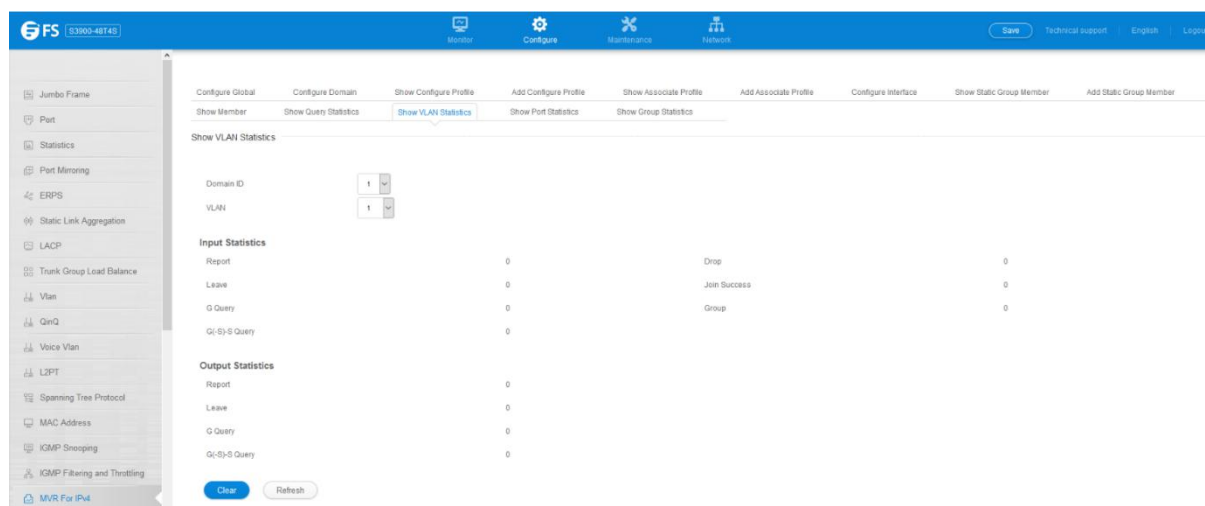 FS S3900-48T4S
Monitor Configure Maintenance Network
Save Technical support English Logou
Jumbo Frame
Port
Statistics
Port Mirroring
ERPS
Static Link Aggregation
LACP
Trunk Group Load Balance
Vlan
QinQ
Voice Vlan
L2PT
Spanning Tree Protocol
MAC Address
IGMP Snooping
IGMP Filtering and Throttling
MVR For IPv4
Configure Global Configure Domain Show Configure Profile Add Configure Profile Show Associate Profile Add Associate Profile Configure Interface Show Static Group Member Add Static Group Member
Show Member Show Query Statistics Show VLAN Statistics Show Port Statistics Show Group Statistics
Show VLAN Statistics
Domain ID 1
VLAN 1
Input Statistics
Report 0 Drop 0
Leave 0 Join Success 0
G Query 0 Group 0
G(-S)-S Query 0
Output Statistics
Report 0
Leave 0
G Query 0
G(-S)-S Query 0
Clear Refresh